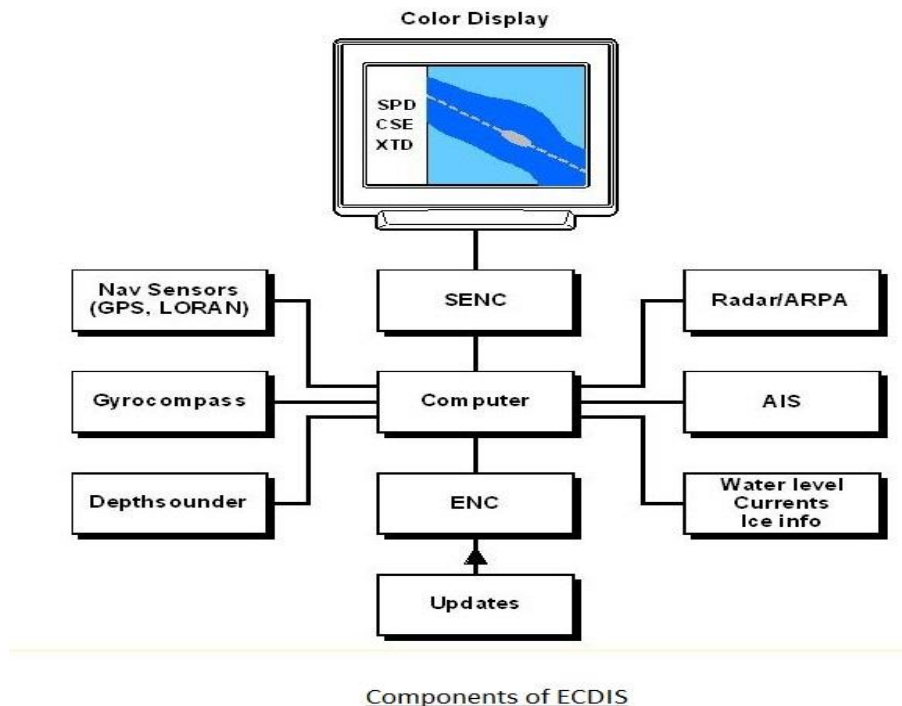 Color Display
SPD
CSE
XTD
Nav Sensors
(GPS, LORAN)
SENC
Radar/ARPA
Gyrocompass
Computer
AIS
Depthsounder
ENC
Water level
Currents
Ice info
Updates
Components of ECDIS